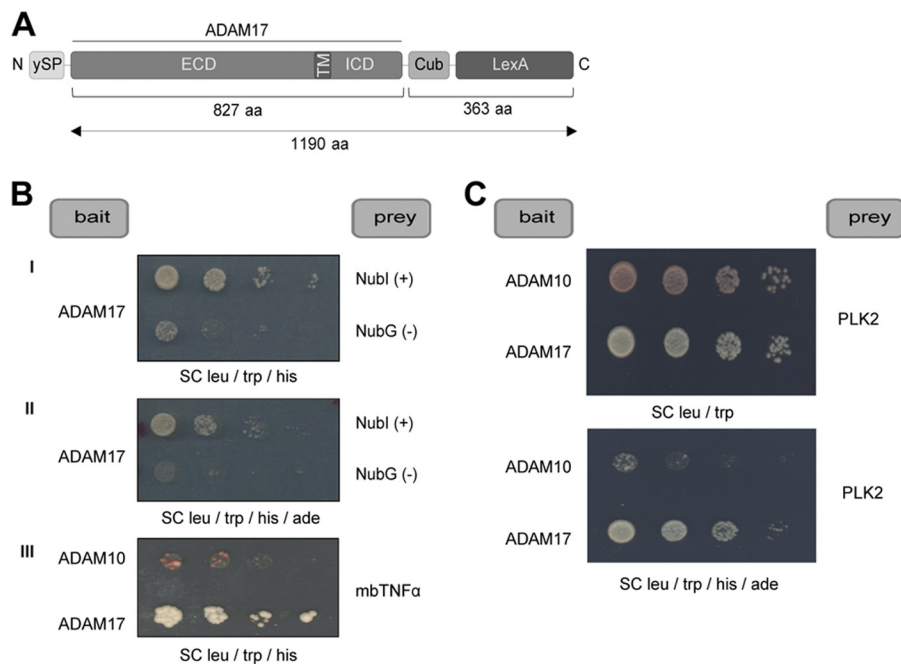 A
ADAM17
N ySP ECD TM ICD Cub LexA C
827 aa 363 aa
1190 aa
B
bait prey
I
ADAM17
NubI (+)
NubG (-)
SC leu / trp / his
II
ADAM17
NubI (+)
NubG (-)
SC leu / trp / his / ade
III
ADAM10
ADAM17
mbTNFα
SC leu / trp / his
C
bait prey
ADAM10
ADAM17
PLK2
SC leu / trp
ADAM10
ADAM17
PLK2
SC leu / trp / his / ade